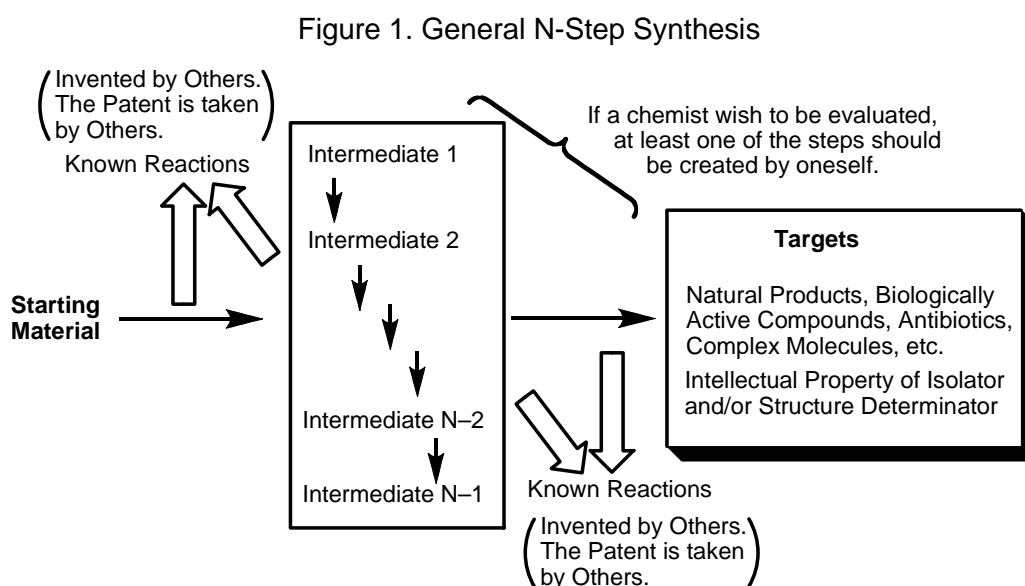 Figure 1. General N-Step Synthesis
Invented by Others.
The Patent is taken
by Others.
Known Reactions
If a chemist wish to be evaluated,
at least one of the steps should
be created by oneself.
Intermediate 1
Intermediate 2
Intermediate N–2
Intermediate N–1
Starting
Material
Targets
Natural Products, Biologically
Active Compounds, Antibiotics,
Complex Molecules, etc.
Intellectual Property of Isolator
and/or Structure Determinator
Known Reactions
Invented by Others.
The Patent is taken
by Others.